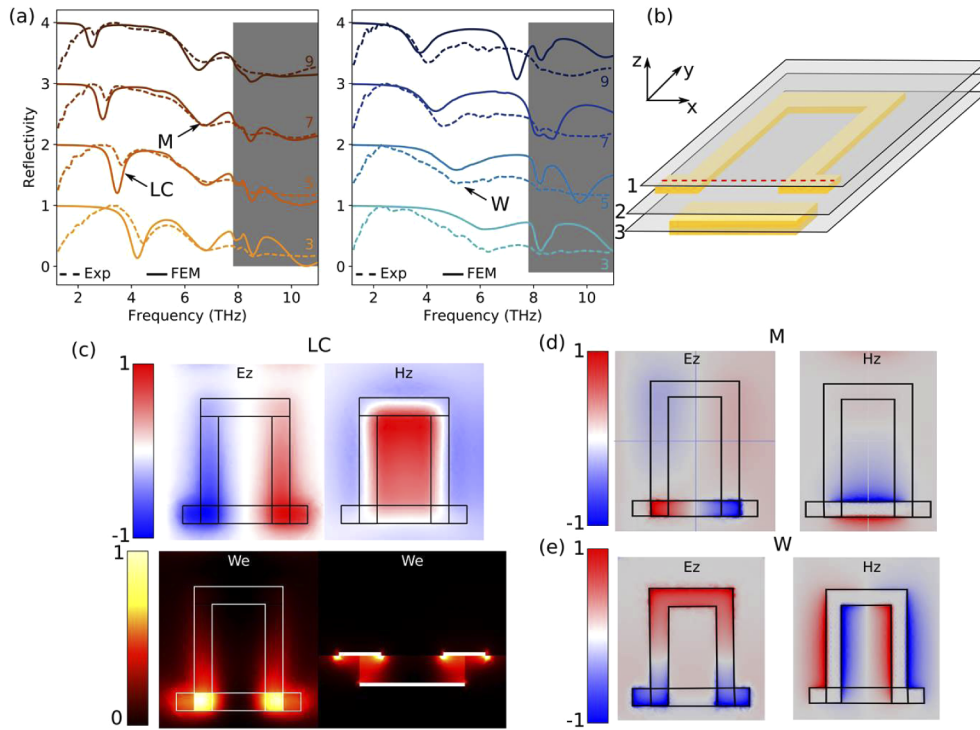 (a)
4
3
2
1
0
Reflectivity
9
7
5
3
M
LC
Exp
FEM
2
4
6
8
10
Frequency (THz)
4
3
2
1
0
9
7
5
3
W
Exp
FEM
2
4
6
8
10
Frequency (THz)
(b)
z
y
x
1
2
3
(c)
LC
1
-1
Ez
Hz
1
0
We
We
(d)
M
1
-1
Ez
Hz
(e)
W
1
-1
Ez
Hz